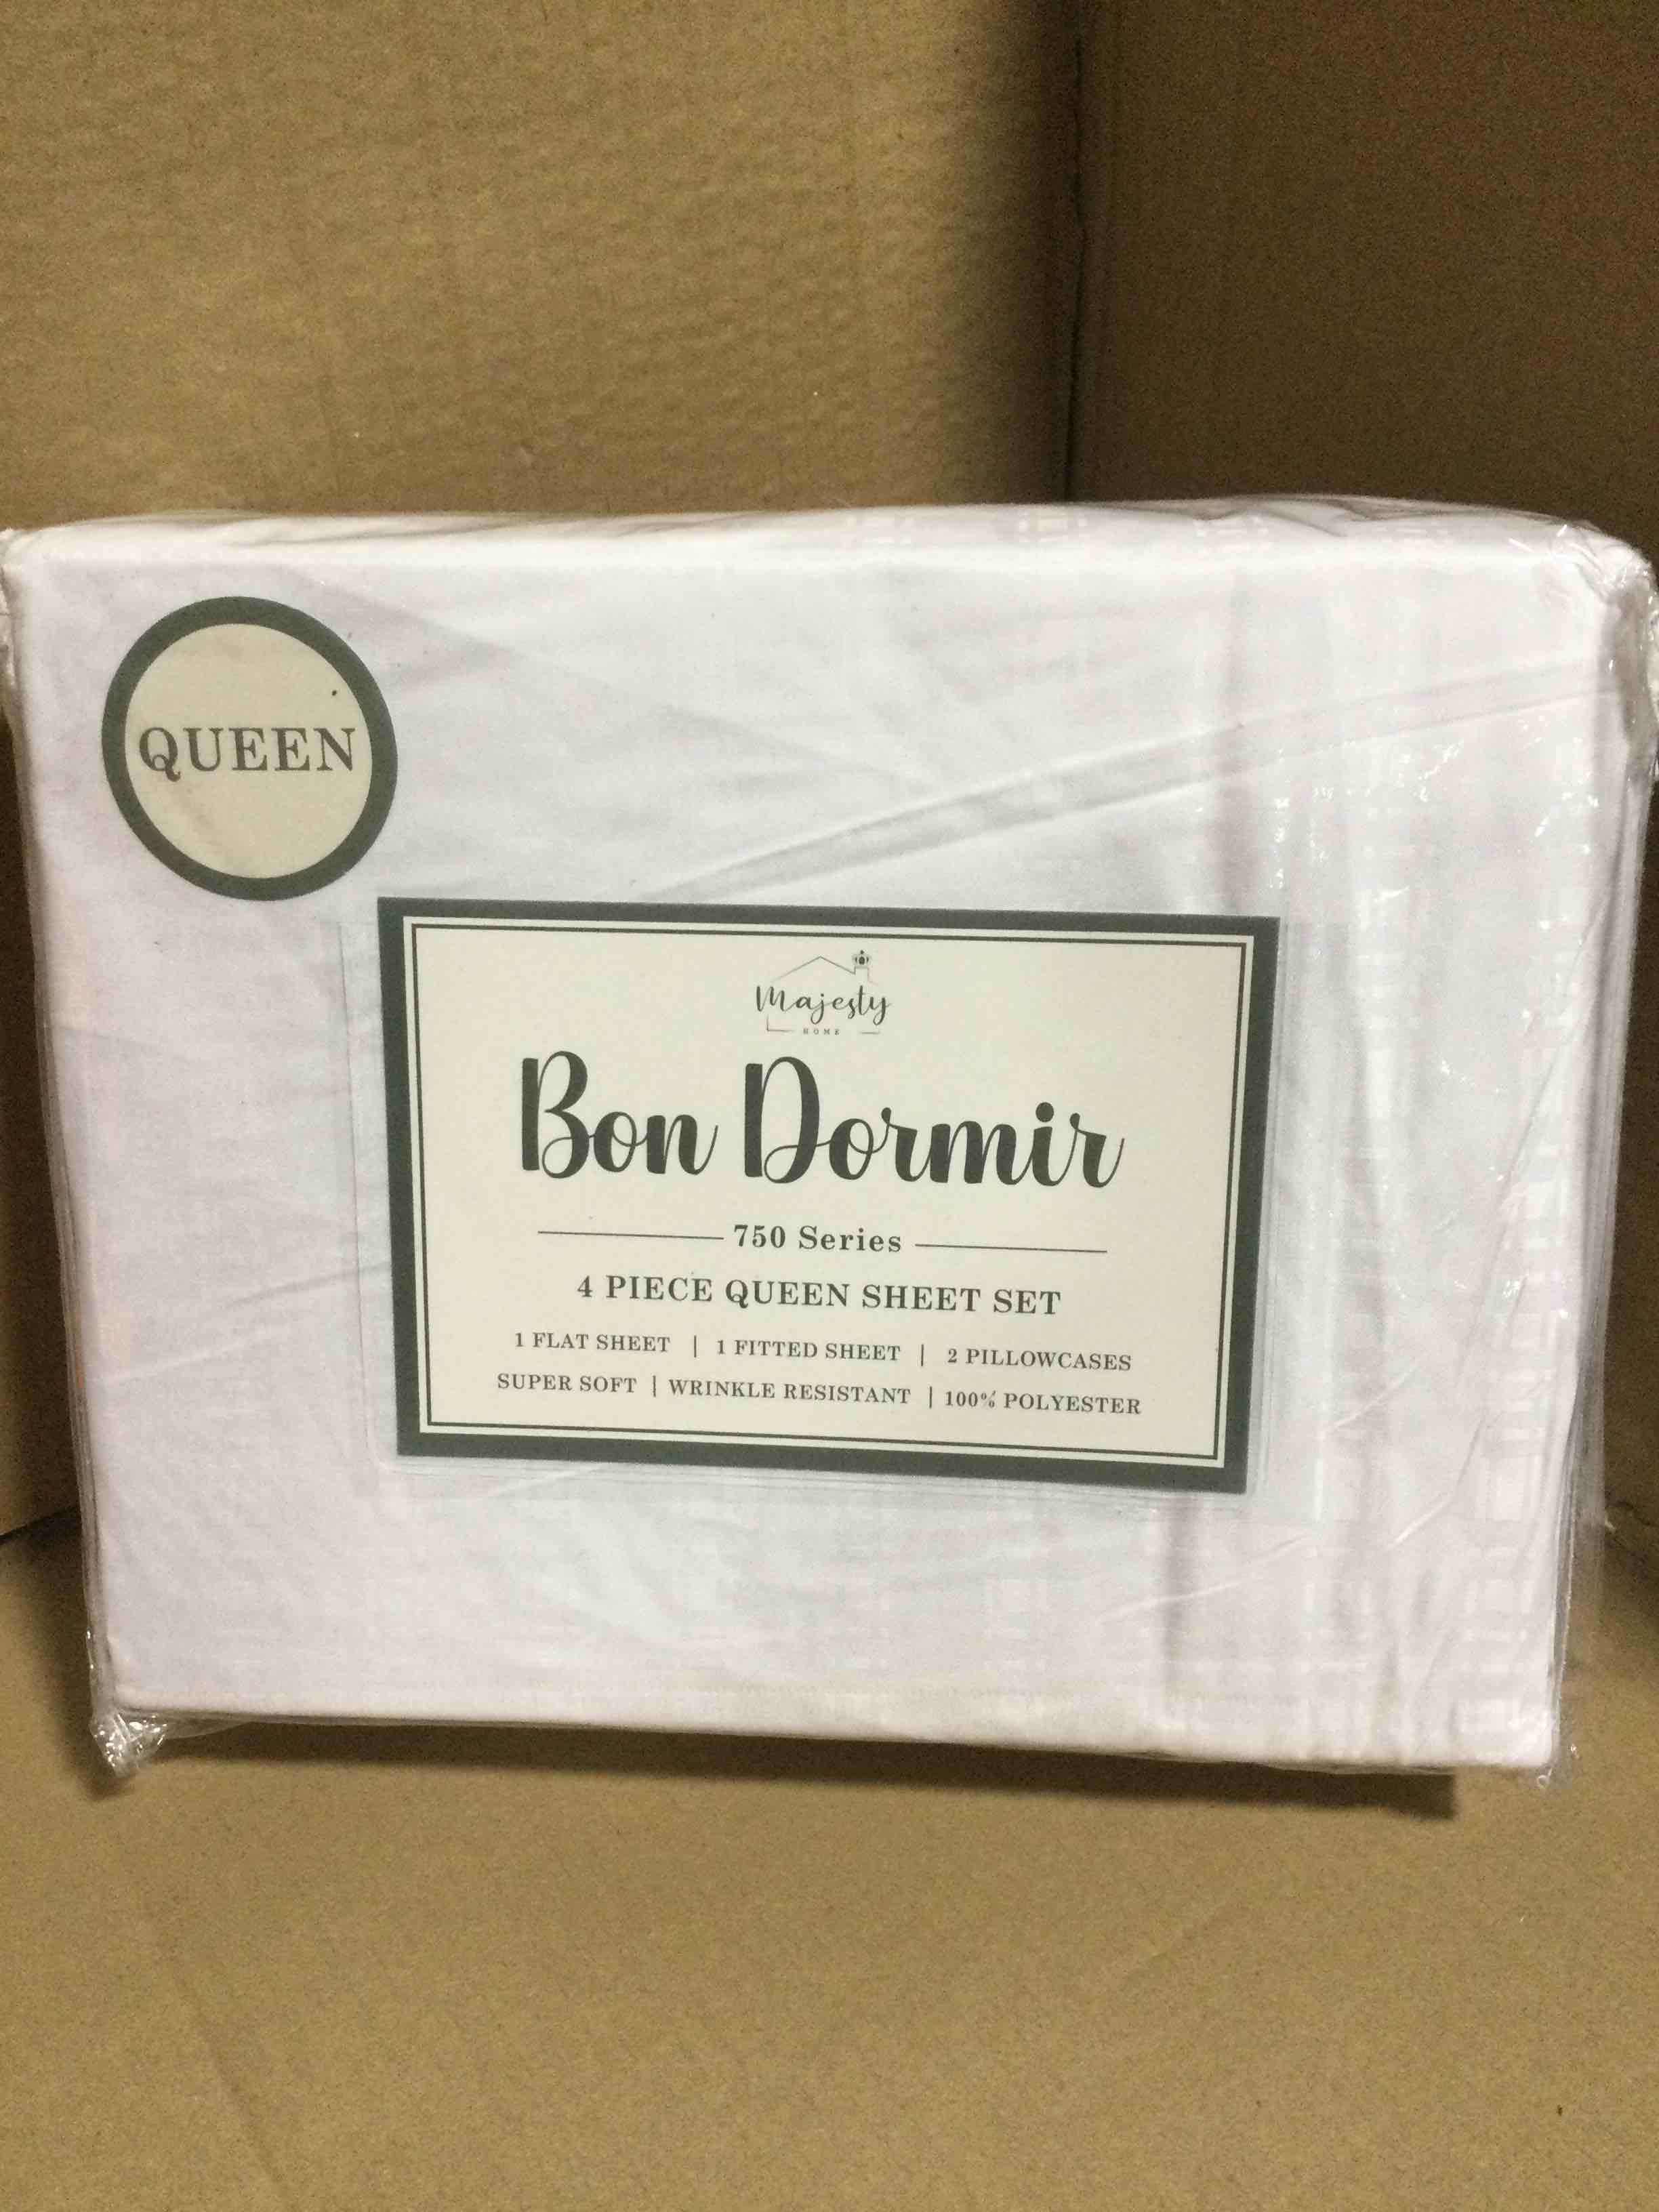 QUEEN
Majesty
HOME
Bon Dormir
750 Series
4 PIECE QUEEN SHEET SET
1 FLAT SHEET | 1 FITTED SHEET | 2 PILLOWCASES
SUPER SOFT | WRINKLE RESISTANT | 100% POLYESTER